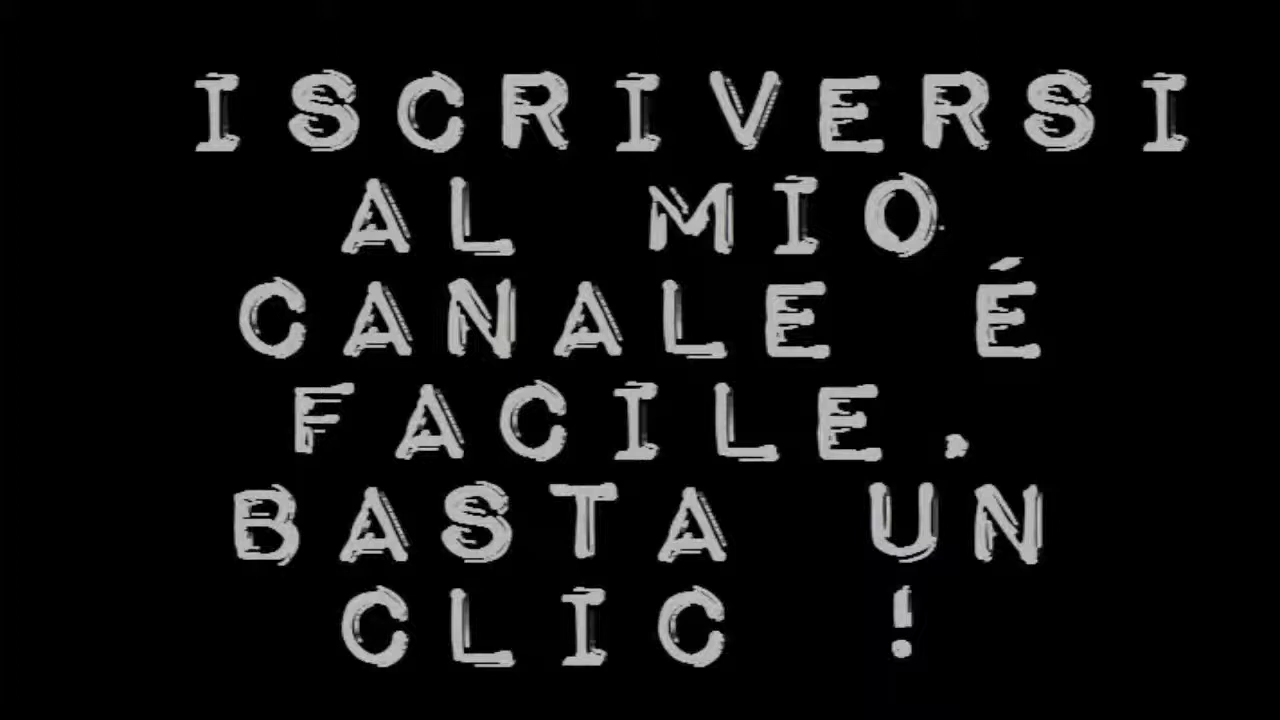 ISCRIVERSI
AL MIO
CANALE É
FACILE.
BASTA UN
CLIC !